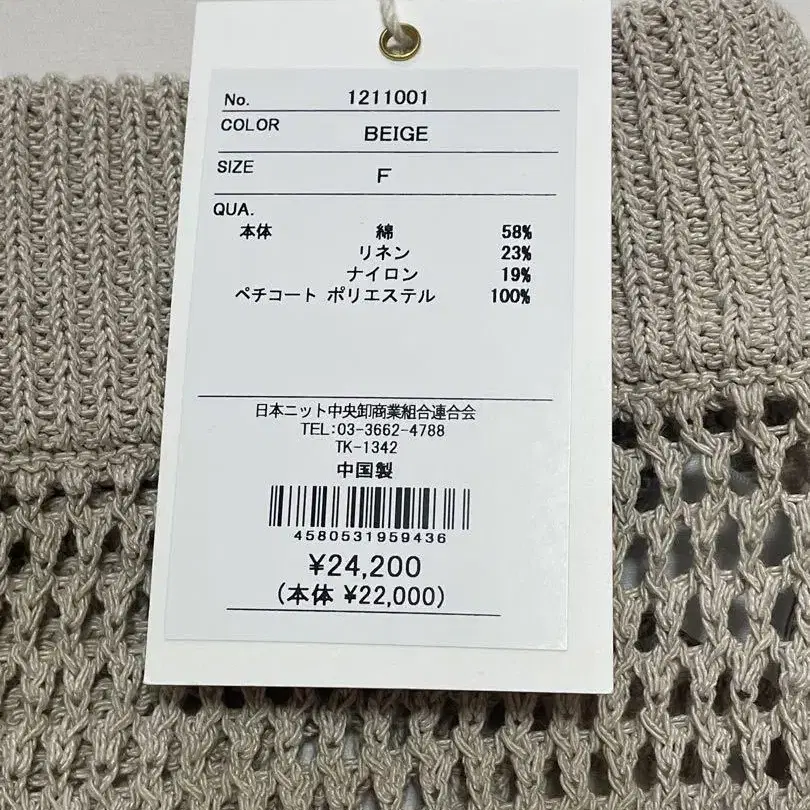 No. 1211001
COLOR BEIGE
SIZE F
QUA.
本体 綿 58%
リネン 23%
ナイロン 19%
ペチコート ポリエステル 100%
日本ニット中央卸商業組合連合会
TEL:03-3662-4788
TK-1342
中国製
4580531959436
¥24,200
(本体 ¥22,000)